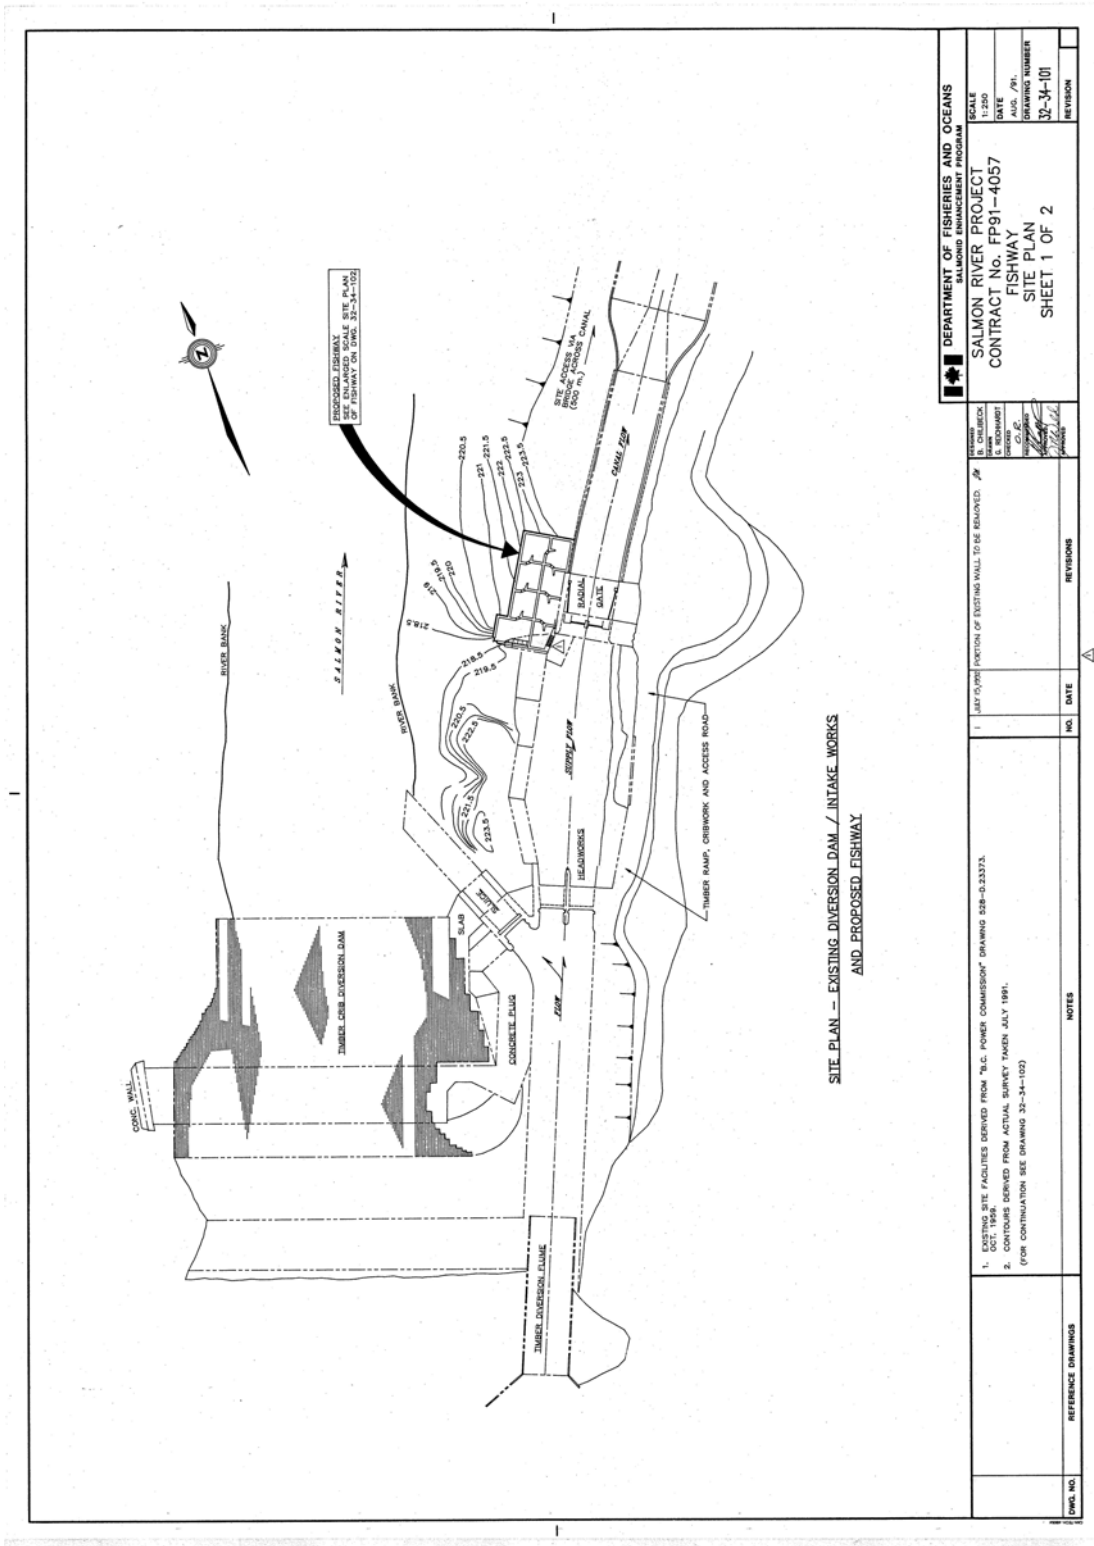 CONC. WALL
RIVER BANK
SALMON RIVER
RIVER BANK
PROPOSED FISHWAY
SEE ENLARGED SCALE SITE PLAN
OF FISHWAY ON DWG. 32-34-102
TIMBER CRIB DIVERSION DAM
SLAB
SLUICE
CONCRETE PLUG
223.5
221.5
222.5
220.5
219.5
218.5
218.5
219
219.5
220
220.5
221
221.5
222
222.5
223
223.5
SITE ACCESS VIA
BRIDGE ACROSS CANAL
(500 m.)
TIMBER DIVERSION FLUME
FLOW
HEADWORKS
SUPPLY FLOW
RADIAL
GATE
CANAL FLOW
TIMBER RAMP, CRIBWORK AND ACCESS ROAD
SITE PLAN - EXISTING DIVERSION DAM / INTAKE WORKS
AND PROPOSED FISHWAY
DWG. NO.
REFERENCE DRAWINGS
1. EXISTING SITE FACILITIES DERIVED FROM "B.C. POWER COMMISSION" DRAWING 528-D.23373.
OCT. 1959.
2. CONTOURS DERIVED FROM ACTUAL SURVEY TAKEN JULY 1991.
(FOR CONTINUATION SEE DRAWING 32-34-102)
NOTES
1
PORTION OF EXISTING WALL TO BE REMOVED.
NO.
DATE
REVISIONS
DESIGNED
B. CHILIBECK
DRAWN
G. REICHARDT
CHECKED
RECOMMENDED
APPROVED
DEPARTMENT OF FISHERIES AND OCEANS
SALMONID ENHANCEMENT PROGRAM
SALMON RIVER PROJECT
CONTRACT No. FP91-4057
FISHWAY
SITE PLAN
SHEET 1 OF 2
SCALE
1:250
DATE
AUG. /91.
DRAWING NUMBER
32-34-101
REVISION